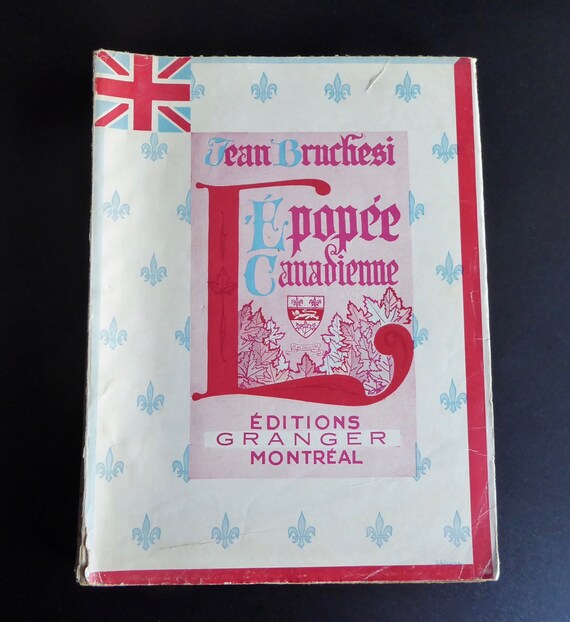 Jean Bruchesi
L'Épopée
Canadienne
ÉDITIONS
GRANGER
MONTRÉAL